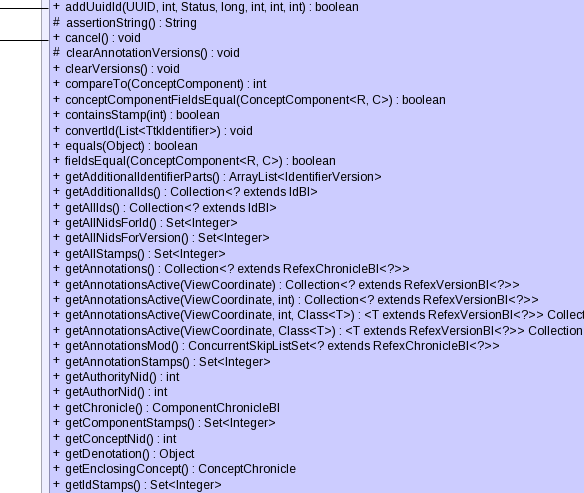 + addUuidId(UUID, int, Status, long, int, int, int) : boolean
# assertionString() : String
+ cancel() : void
# clearAnnotationVersions() : void
+ clearVersions() : void
+ compareTo(ConceptComponent) : int
+ conceptComponentFieldsEqual(ConceptComponent<R, C>) : boolean
+ containsStamp(int) : boolean
+ convertId(List<TtkIdentifier>) : void
+ equals(Object) : boolean
+ fieldsEqual(ConceptComponent<R, C>) : boolean
+ getAdditionalIdentifierParts() : ArrayList<IdentifierVersion>
+ getAdditionalIds() : Collection<? extends IdBI>
+ getAllIds() : Collection<? extends IdBI>
+ getAllNidsForId() : Set<Integer>
+ getAllNidsForVersion() : Set<Integer>
+ getAllStamps() : Set<Integer>
+ getAnnotations() : Collection<? extends RefexChronicleBI<?>>
+ getAnnotationsActive(ViewCoordinate) : Collection<? extends RefexVersionBI<?>>
+ getAnnotationsActive(ViewCoordinate, int) : Collection<? extends RefexVersionBI<?>>
+ getAnnotationsActive(ViewCoordinate, int, Class<T>) : <T extends RefexVersionBI<?>> Collect
+ getAnnotationsActive(ViewCoordinate, Class<T>) : <T extends RefexVersionBI<?>> Collection
+ getAnnotationsMod() : ConcurrentSkipListSet<? extends RefexChronicleBI<?>>
+ getAnnotationStamps() : Set<Integer>
+ getAuthorityNid() : int
+ getAuthorNid() : int
+ getChronicle() : ComponentChronicleBI
+ getComponentStamps() : Set<Integer>
+ getConceptNid() : int
+ getDenotation() : Object
+ getEnclosingConcept() : ConceptChronicle
+ getIdStamps() : Set<Integer>